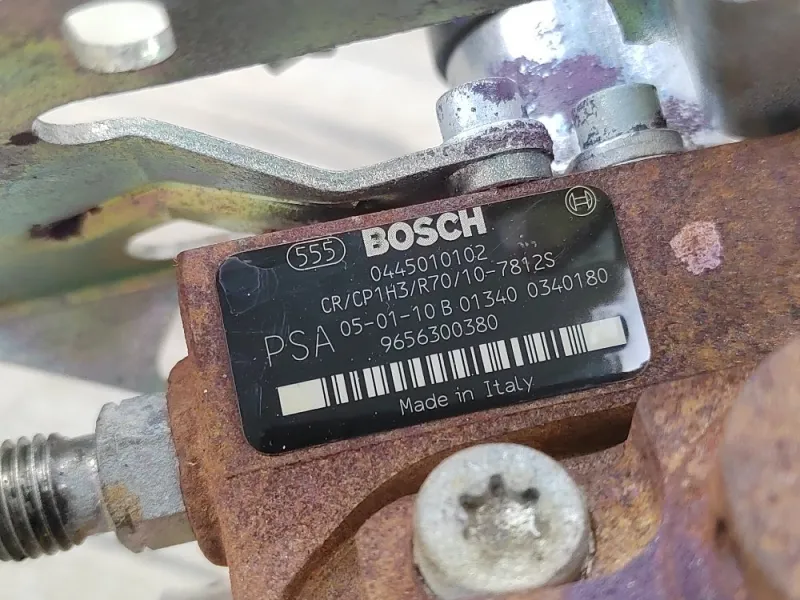 555 BOSCH
0445010102
CR/CP1H3/R70/10-7812S
PSA 05-01-10 B 01340 0340180
9656300380
Made in Italy